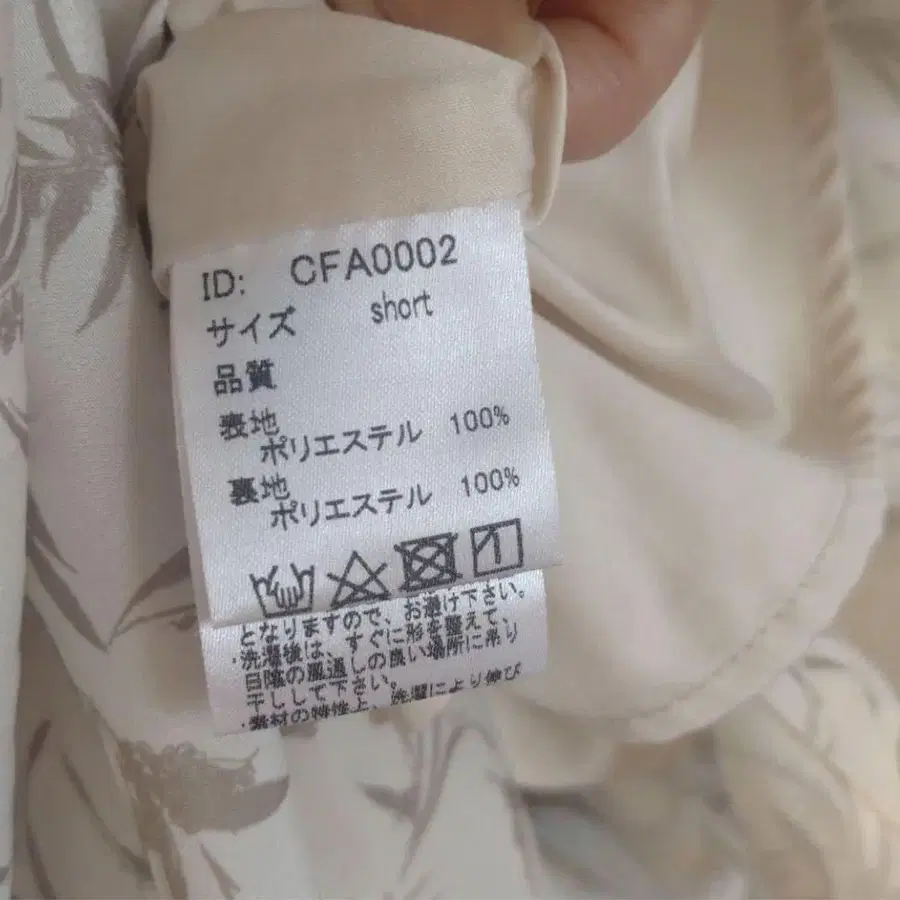 ID: CFA0002
サイズ short
品質
表地
ポリエステル 100%
裏地
ポリエステル 100%
となりますので、お避け下さい。
・洗濯後は、すぐに形を整えて、
日陰の風通しの良い場所に吊り
干しして下さい。
・素材の特性上、洗濯により伸び